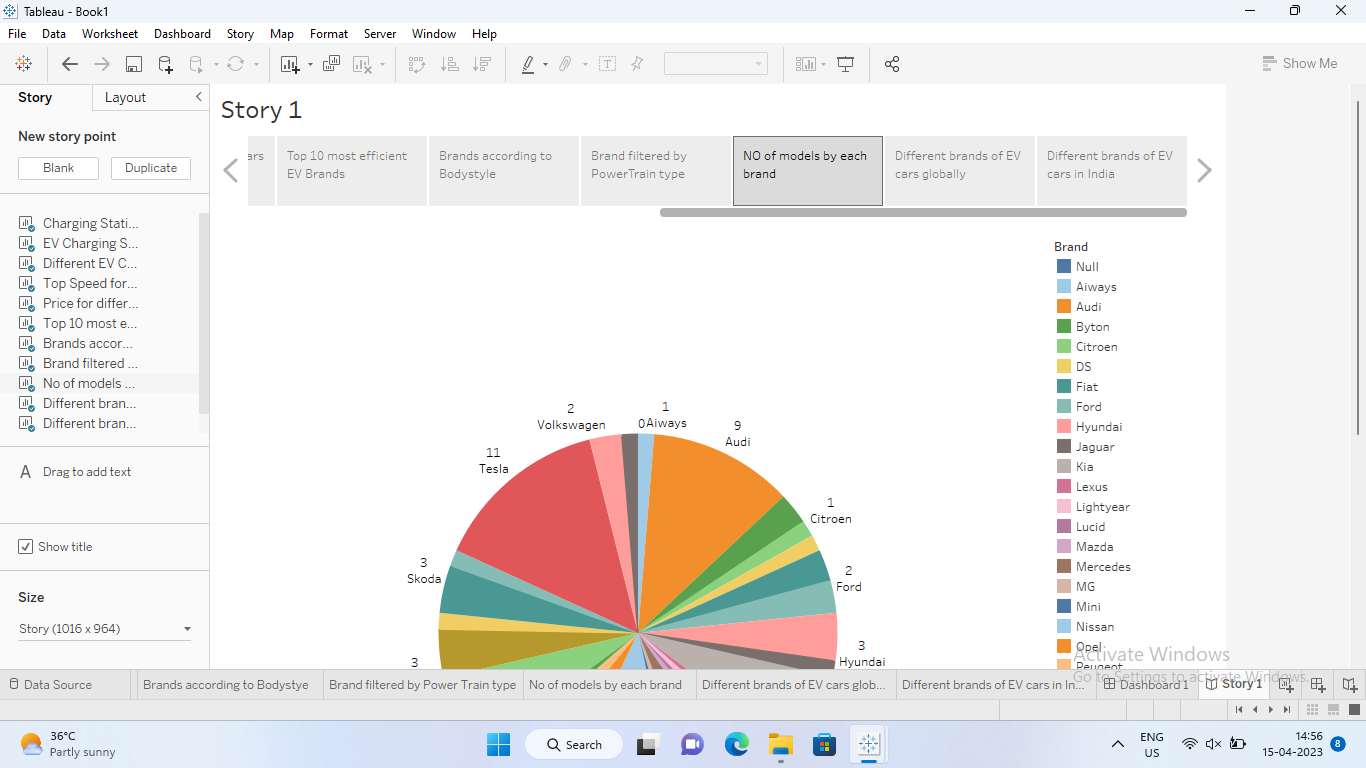 Tableau - Book1
File Data Worksheet Dashboard Story Map Format Server Window Help
Show Me
Story Layout
New story point
Blank Duplicate
Charging Stati...
EV Charging S...
Different EV C...
Top Speed for...
Price for differ...
Top 10 most e...
Brands accor...
Brand filtered ...
No of models ...
Different bran...
Different bran...
A Drag to add text
Show title
Size
Story (1016 x 964)
Story 1
ars
Top 10 most efficient
EV Brands
Brands according to
Bodystyle
Brand filtered by
PowerTrain type
NO of models by each
brand
Different brands of EV
cars globally
Different brands of EV
cars in India
2
Volkswagen
0
1
Aiways
9
Audi
11
Tesla
1
Citroen
3
Skoda
2
Ford
3
3
Hyundai
Brand
Null
Aiways
Audi
Byton
Citroen
DS
Fiat
Ford
Hyundai
Jaguar
Kia
Lexus
Lightyear
Lucid
Mazda
Mercedes
MG
Mini
Nissan
Opel
Peugeot
Activate Windows
Go to Settings to activate Windows.
Data Source Brands according to Bodystye Brand filtered by Power Train type No of models by each brand Different brands of EV cars glob... Different brands of EV cars in In... Dashboard 1 Story 1
36°C
Partly sunny
Search
ENG
US
14:56
15-04-2023
8